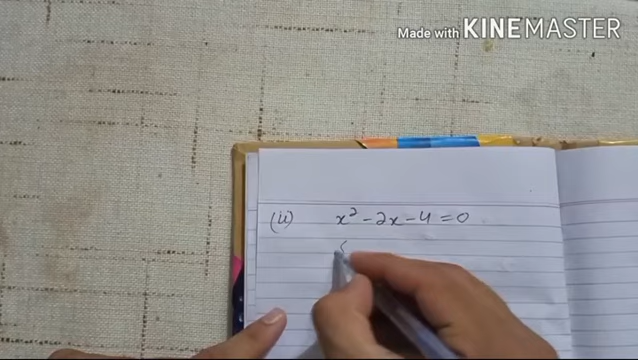 Made with KINEMASTER
(ii) x² - 2x - 4 = 0